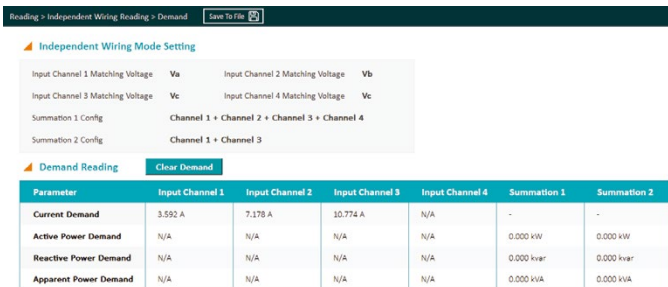 Reading > Independent Wiring Reading > Demand Save To File
Independent Wiring Mode Setting
Input Channel 1 Matching Voltage Va Input Channel 2 Matching Voltage Vb
Input Channel 3 Matching Voltage Vc Input Channel 4 Matching Voltage Vc
Summation 1 Config Channel 1 + Channel 2 + Channel 3 + Channel 4
Summation 2 Config Channel 1 + Channel 3
Demand Reading Clear Demand
Parameter Input Channel 1 Input Channel 2 Input Channel 3 Input Channel 4 Summation 1 Summation 2
Current Demand 3.592 A 7.178 A 10.774 A N/A - -
Active Power Demand N/A N/A N/A N/A 0.000 kW 0.000 kW
Reactive Power Demand N/A N/A N/A N/A 0.000 kvar 0.000 kvar
Apparent Power Demand N/A N/A N/A N/A 0.000 kVA 0.000 kVA